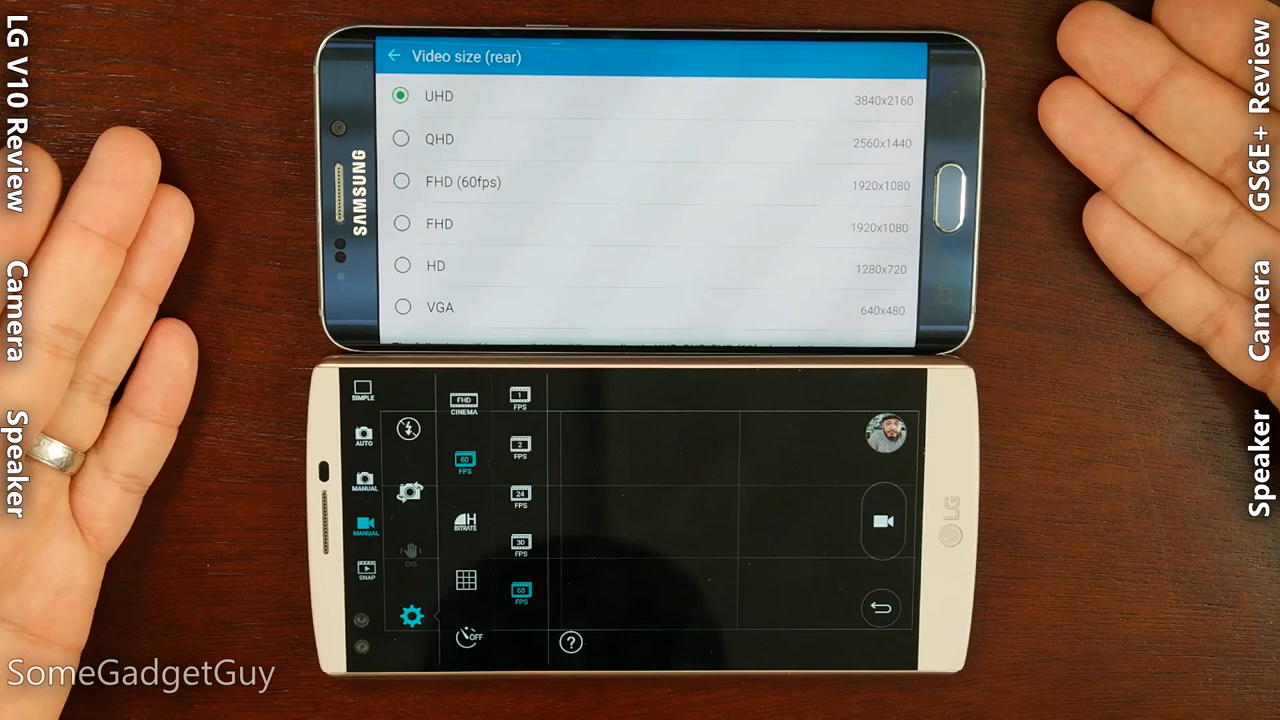 LG V10 Review
Camera
Speaker
GS6E+ Review
Camera
Speaker
SAMSUNG
Video size (rear)
UHD 3840x2160
QHD 2560x1440
FHD (60fps) 1920x1080
FHD 1920x1080
HD 1280x720
VGA 640x480
SIMPLE
AUTO
MANUAL
MANUAL
SNAP
OIS
FHD
CINEMA
60
FPS
H
BITRATE
OFF
1
FPS
2
FPS
24
FPS
30
FPS
60
FPS
?
LG
SomeGadgetGuy